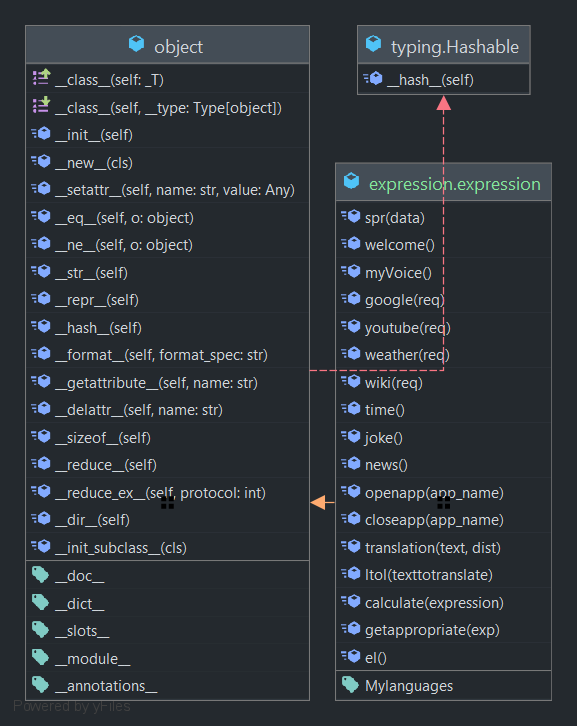 object
__class__(self: _T)
__class__(self, __type: Type[object])
__init__(self)
__new__(cls)
__setattr__(self, name: str, value: Any)
__eq__(self, o: object)
__ne__(self, o: object)
__str__(self)
__repr__(self)
__hash__(self)
__format__(self, format_spec: str)
__getattribute__(self, name: str)
__delattr__(self, name: str)
__sizeof__(self)
__reduce__(self)
__reduce_ex__(self, protocol: int)
__dir__(self)
__init_subclass__(cls)
__doc__
__dict__
__slots__
__module__
__annotations__
typing.Hashable
__hash__(self)
expression.expression
spr(data)
welcome()
myVoice()
google(req)
youtube(req)
weather(req)
wiki(req)
time()
joke()
news()
openapp(app_name)
closeapp(app_name)
translation(text, dist)
ltol(texttotranslate)
calculate(expression)
getappropriate(exp)
el()
Mylanguages
Powered by yFiles